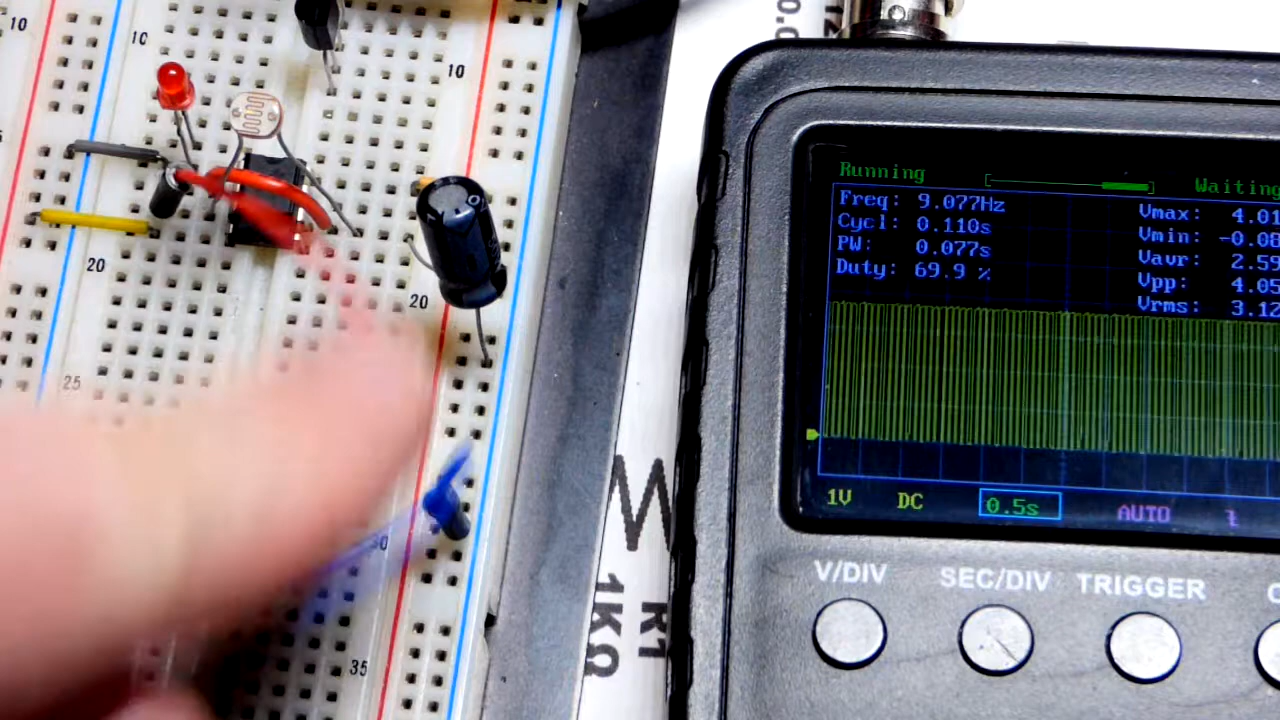 10
10
10
20
20
25
35
Running
Waiting
Freq: 9.077Hz
Cycl: 0.110s
PW: 0.077s
Duty: 69.9 %
Vmax: 4.01
Vmin: -0.08
Vavr: 2.59
Vpp: 4.05
Vrms: 3.12
1V DC 0.5s AUTO
V/DIV SEC/DIV TRIGGER
1KΩ
R1